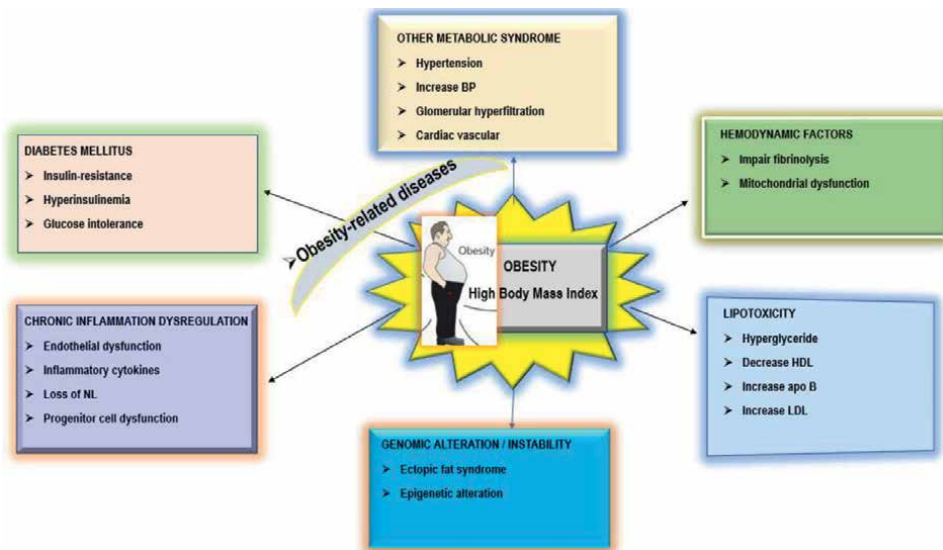 OTHER METABOLIC SYNDROME
➢ Hypertension
➢ Increase BP
➢ Glomerular hyperfiltration
➢ Cardiac vascular
DIABETES MELLITUS
➢ Insulin-resistance
➢ Hyperinsulinemia
➢ Glucose intolerance
HEMODYNAMIC FACTORS
➢ Impair fibrinolysis
➢ Mitochondrial dysfunction
➢ Obesity-related diseases
Obesity
OBESITY
High Body Mass Index
CHRONIC INFLAMMATION DYSREGULATION
➢ Endothelial dysfunction
➢ Inflammatory cytokines
➢ Loss of NL
➢ Progenitor cell dysfunction
LIPOTOXICITY
➢ Hyperglyceride
➢ Decrease HDL
➢ Increase apo B
➢ Increase LDL
GENOMIC ALTERATION / INSTABILITY
➢ Ectopic fat syndrome
➢ Epigenetic alteration